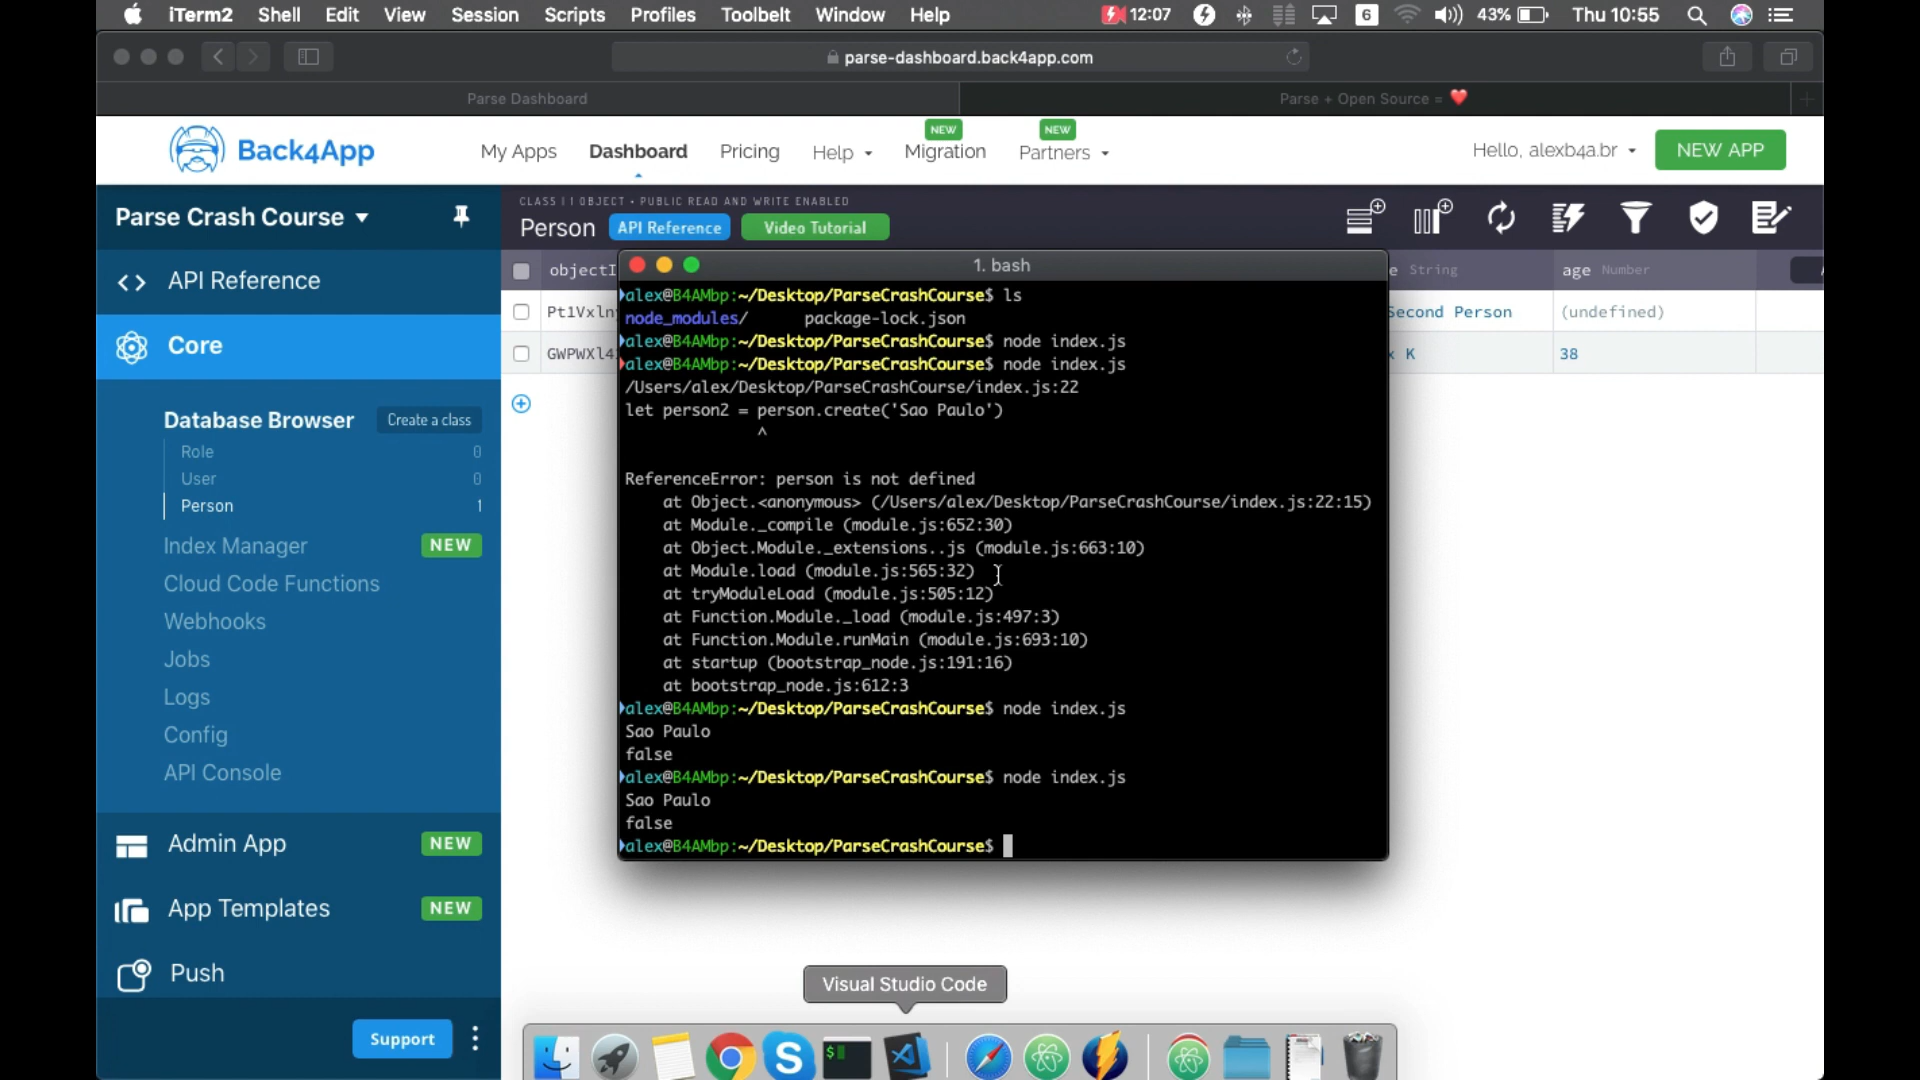 iTerm2 Shell Edit View Session Scripts Profiles Toolbelt Window Help 12:07 6 43% Thu 10:55
parse-dashboard.back4app.com
Parse Dashboard Parse + Open Source = ❤️
Back4App My Apps Dashboard Pricing Help NEW Migration NEW Partners Hello, alexb4a.br NEW APP
Parse Crash Course
CLASS | 1 OBJECT • PUBLIC READ AND WRITE ENABLED
Person API Reference Video Tutorial
String age Number
Second Person (undefined)
K 38
API Reference
Core
Database Browser Create a class
Role 0
User 0
Person 1
Index Manager NEW
Cloud Code Functions
Webhooks
Jobs
Logs
Config
API Console
Admin App NEW
App Templates NEW
Push
Support
1. bash
alex@B4AMbp:~/Desktop/ParseCrashCourse$ ls
node_modules/ package-lock.json
alex@B4AMbp:~/Desktop/ParseCrashCourse$ node index.js
alex@B4AMbp:~/Desktop/ParseCrashCourse$ node index.js
/Users/alex/Desktop/ParseCrashCourse/index.js:22
let person2 = person.create('Sao Paulo')
^
ReferenceError: person is not defined
at Object.<anonymous> (/Users/alex/Desktop/ParseCrashCourse/index.js:22:15)
at Module._compile (module.js:652:30)
at Object.Module._extensions..js (module.js:663:10)
at Module.load (module.js:565:32)
at tryModuleLoad (module.js:505:12)
at Function.Module._load (module.js:497:3)
at Function.Module.runMain (module.js:693:10)
at startup (bootstrap_node.js:191:16)
at bootstrap_node.js:612:3
alex@B4AMbp:~/Desktop/ParseCrashCourse$ node index.js
Sao Paulo
false
alex@B4AMbp:~/Desktop/ParseCrashCourse$ node index.js
Sao Paulo
false
alex@B4AMbp:~/Desktop/ParseCrashCourse$
Visual Studio Code